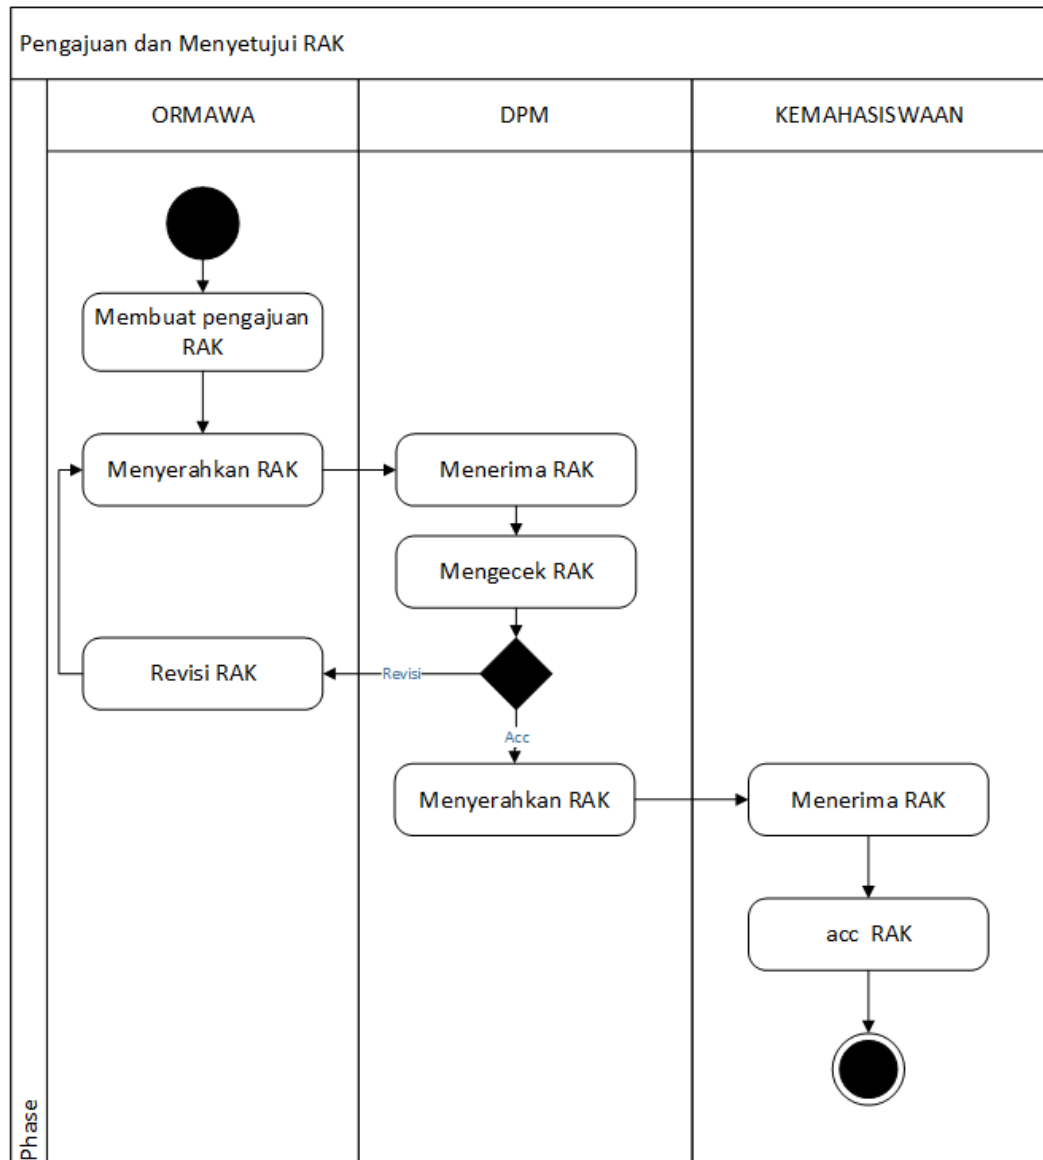 Pengajuan dan Menyetujui RAK
ORMAWA
DPM
KEMAHASISWAAN
Membuat pengajuan
RAK
Menyerahkan RAK
Menerima RAK
Mengecek RAK
Revisi RAK
Revisi
Acc
Menyerahkan RAK
Menerima RAK
acc RAK
Phase